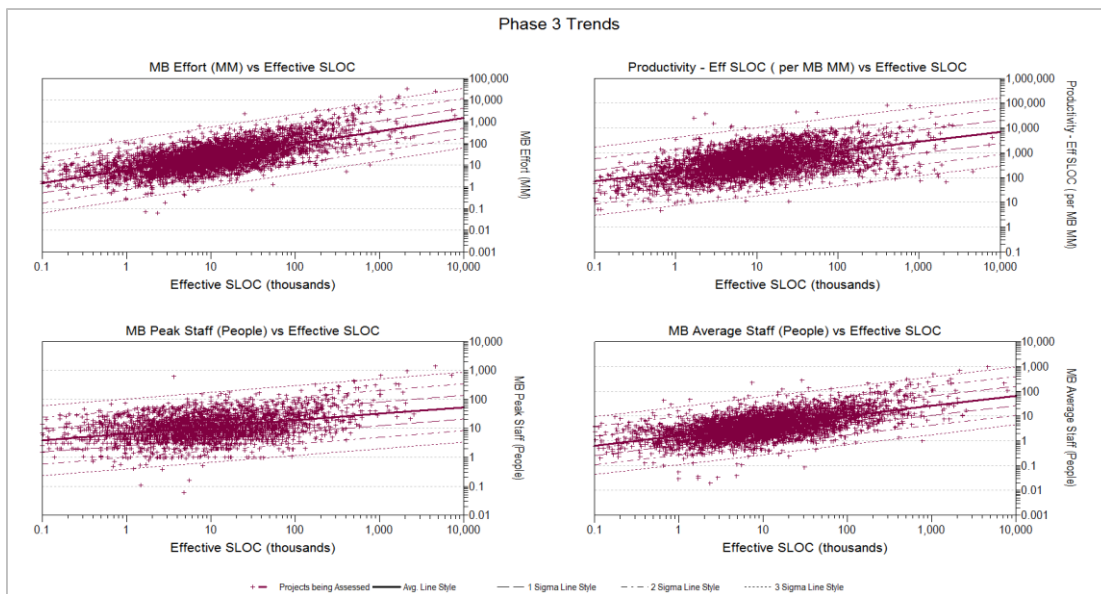 Phase 3 Trends
MB Effort (MM) vs Effective SLOC
100,000
10,000
1,000
100
10
1
0.1
0.01
0.001
MB Effort (MM)
0.1 1 10 100 1,000 10,000
Effective SLOC (thousands)
Productivity - Eff SLOC ( per MB MM) vs Effective SLOC
1,000,000
100,000
10,000
1,000
100
10
1
0.1
Productivity - Eff SLOC (per MB MM)
0.1 1 10 100 1,000 10,000
Effective SLOC (thousands)
MB Peak Staff (People) vs Effective SLOC
10,000
1,000
100
10
1
0.1
0.01
MB Peak Staff (People)
0.1 1 10 100 1,000 10,000
Effective SLOC (thousands)
MB Average Staff (People) vs Effective SLOC
10,000
1,000
100
10
1
0.1
0.01
0.001
MB Average Staff (People)
0.1 1 10 100 1,000 10,000
Effective SLOC (thousands)
Projects being Assessed Avg. Line Style 1 Sigma Line Style 2 Sigma Line Style 3 Sigma Line Style